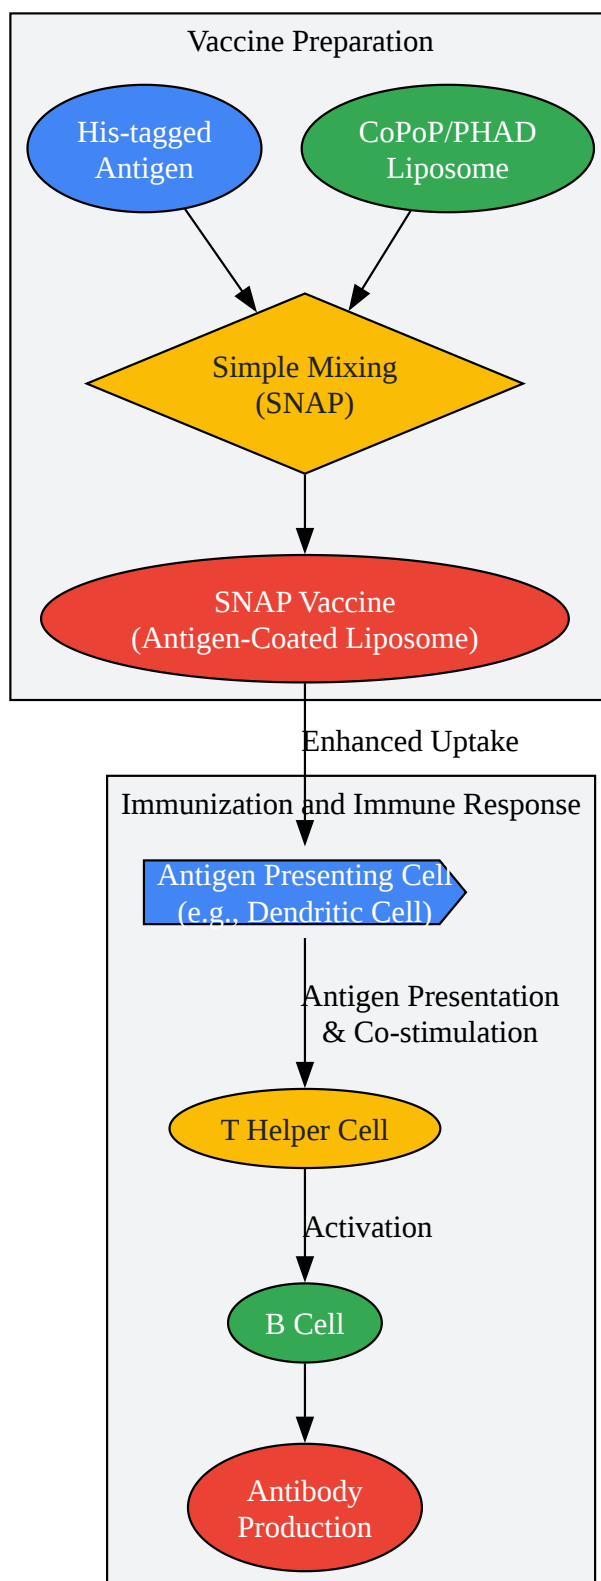 Vaccine Preparation
His-tagged
Antigen
CoPoP/PHAD
Liposome
Simple Mixing
(SNAP)
SNAP Vaccine
(Antigen-Coated Liposome)
Enhanced Uptake
Immunization and Immune Response
Antigen Presenting Cell
(e.g., Dendritic Cell)
Antigen Presentation
& Co-stimulation
T Helper Cell
Activation
B Cell
Antibody
Production